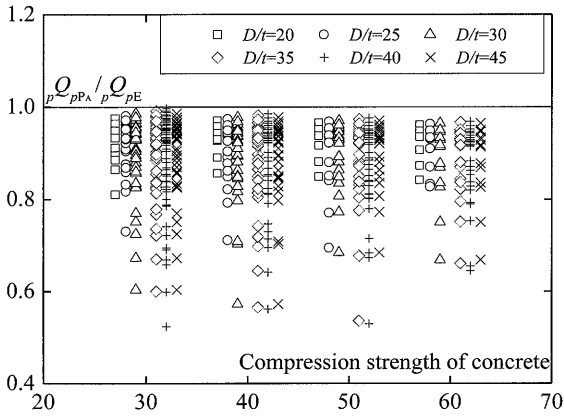 1.2
□ D/t=20 ○ D/t=25 △ D/t=30
◇ D/t=35 + D/t=40 × D/t=45
pQpPA/pQpE
1.0
0.8
0.6
Compression strength of concrete
0.4
20 30 40 50 60 70